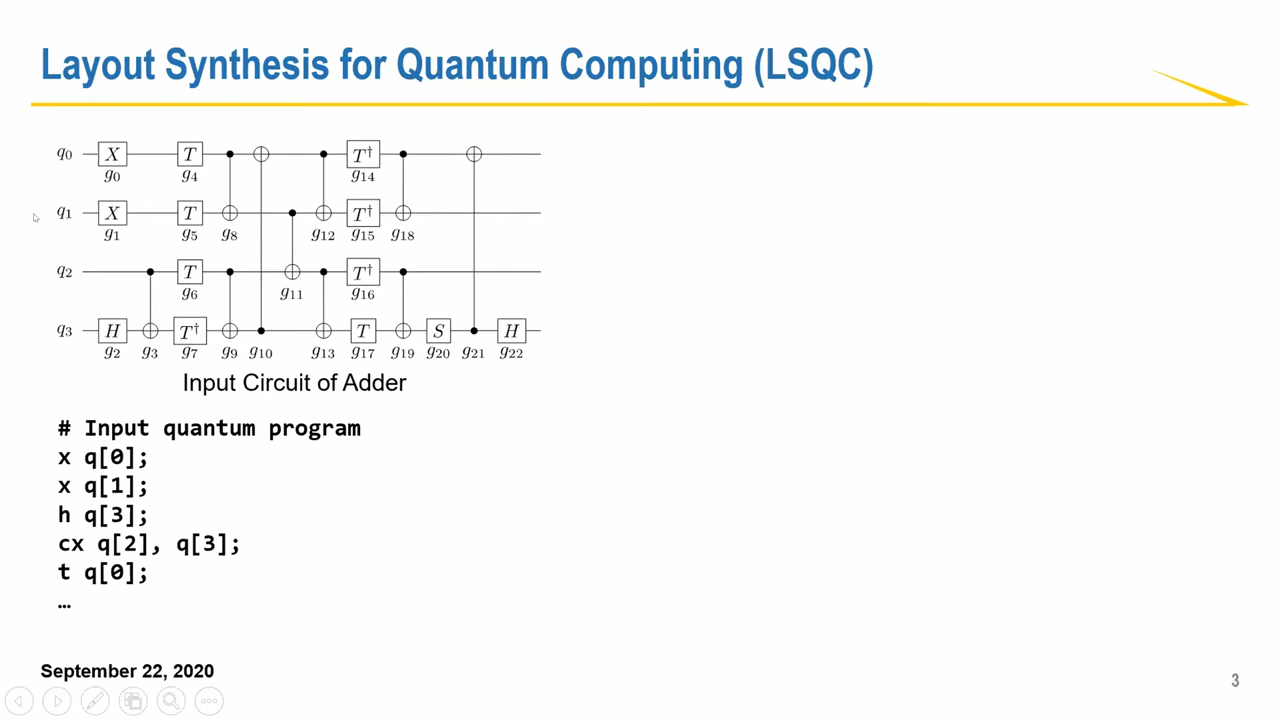 Layout Synthesis for Quantum Computing (LSQC)
q0 X T T†
g0 g4 g14
q1 X T T†
g1 g5 g8 g12 g15 g18
q2 T T†
g6 g11 g16
q3 H T† T S H
g2 g3 g7 g9 g10 g13 g17 g19 g20 g21 g22
Input Circuit of Adder
# Input quantum program
x q[0];
x q[1];
h q[3];
cx q[2], q[3];
t q[0];
…
September 22, 2020
3